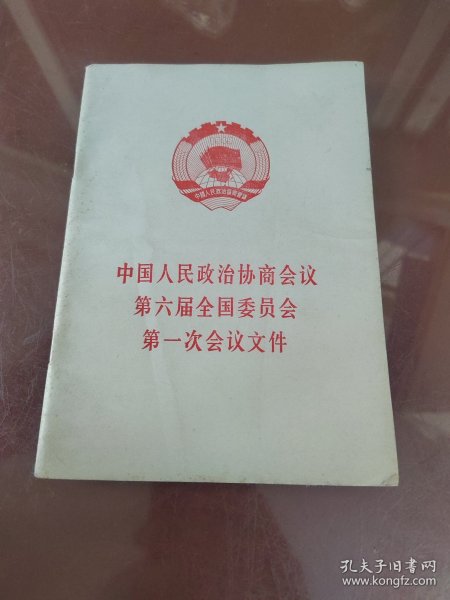 中国人民政治协商会议
中国人民政治协商会议
第六届全国委员会
第一次会议文件
孔夫子旧书网
www.kongfz.com